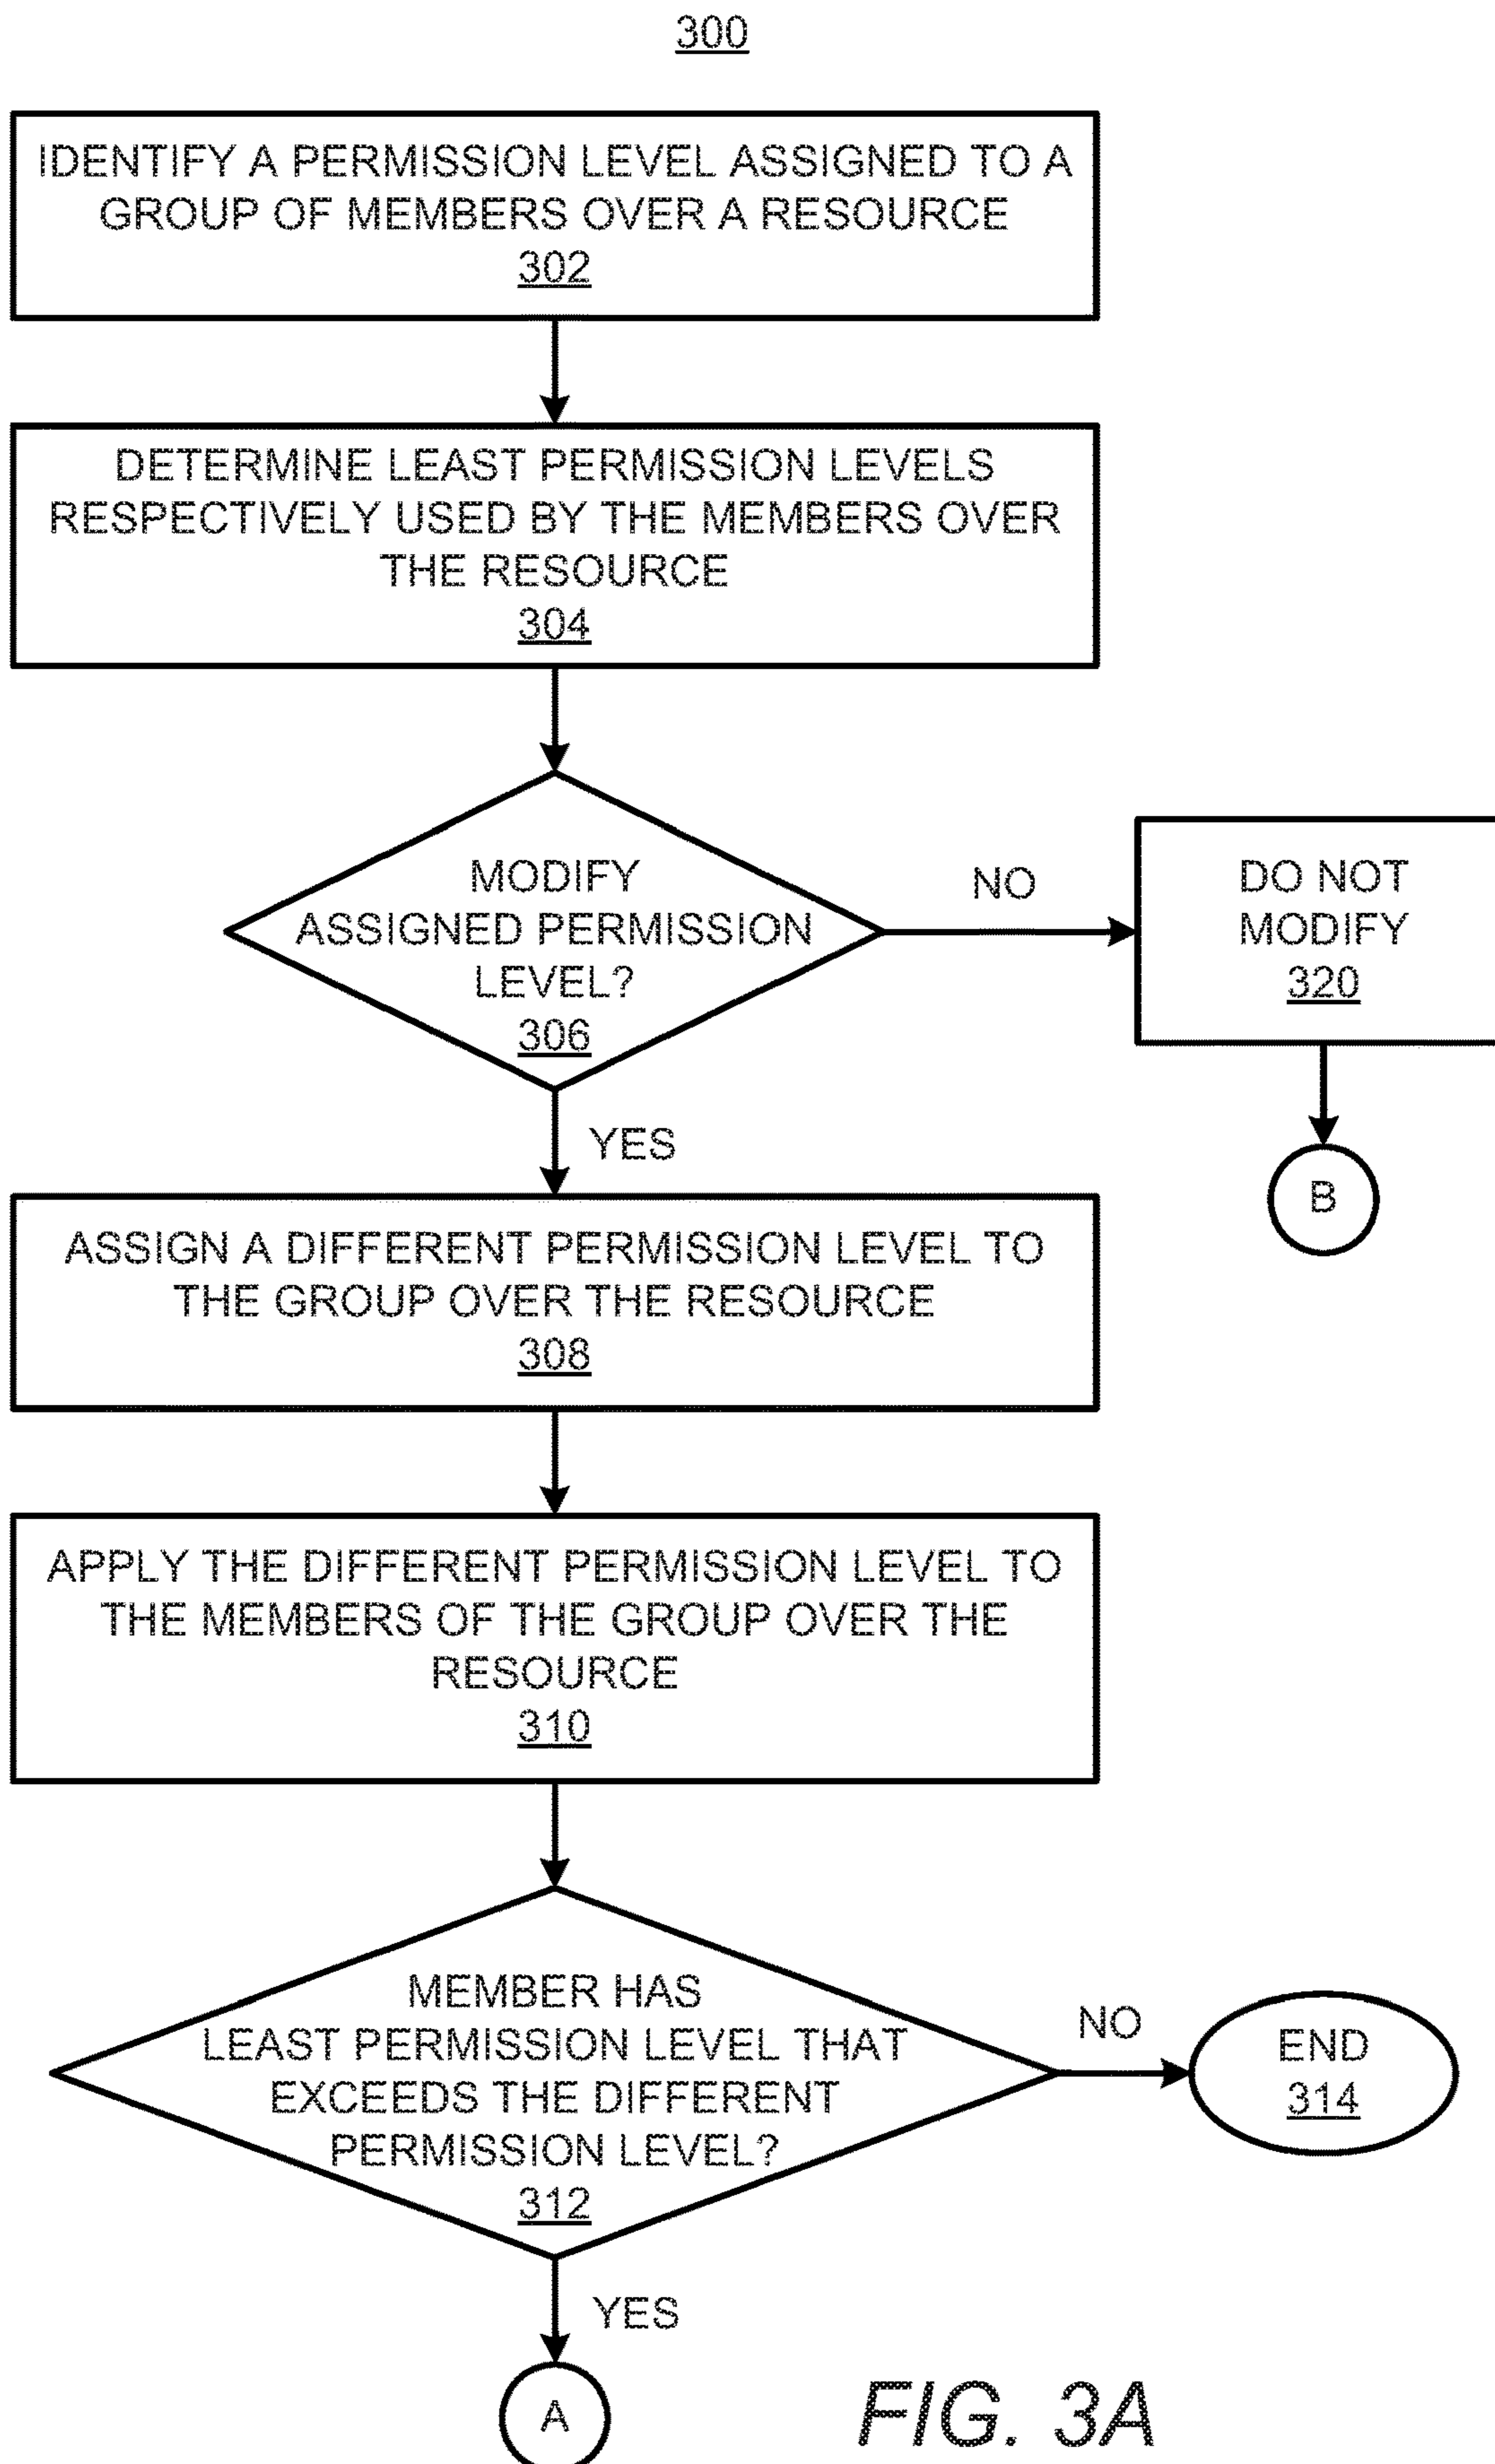 300
IDENTIFY A PERMISSION LEVEL ASSIGNED TO A
GROUP OF MEMBERS OVER A RESOURCE
302
DETERMINE LEAST PERMISSION LEVELS
RESPECTIVELY USED BY THE MEMBERS OVER
THE RESOURCE
304
MODIFY
ASSIGNED PERMISSION
LEVEL?
306
NO
DO NOT
MODIFY
320
YES
B
ASSIGN A DIFFERENT PERMISSION LEVEL TO
THE GROUP OVER THE RESOURCE
308
APPLY THE DIFFERENT PERMISSION LEVEL TO
THE MEMBERS OF THE GROUP OVER THE
RESOURCE
310
MEMBER HAS
LEAST PERMISSION LEVEL THAT
EXCEEDS THE DIFFERENT
PERMISSION LEVEL?
312
NO
END
314
YES
A
FIG. 3A